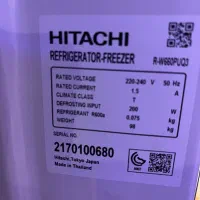 HITACHI
REFRIGERATOR-FREEZER R-W660PUQ3
RATED VOLTAGE 220-240 V 50 Hz
RATED CURRENT 1.3 A
CLIMATE CLASS T
DEFROSTING INPUT 260 W
REFRIGERANT R600a 0.075 kg
WEIGHT 98 kg
SERIAL NO.
2170100680
Hitachi, Tokyo Japan
Made in Thailand